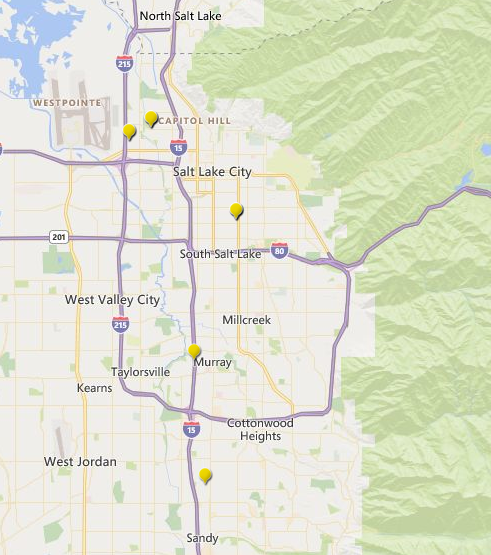 North Salt Lake
215
WESTPOINTE
CAPITOL HILL
15
Salt Lake City
201
South Salt Lake
80
West Valley City
215
Millcreek
Murray
Taylorsville
Kearns
Cottonwood
Heights
15
West Jordan
Sandy